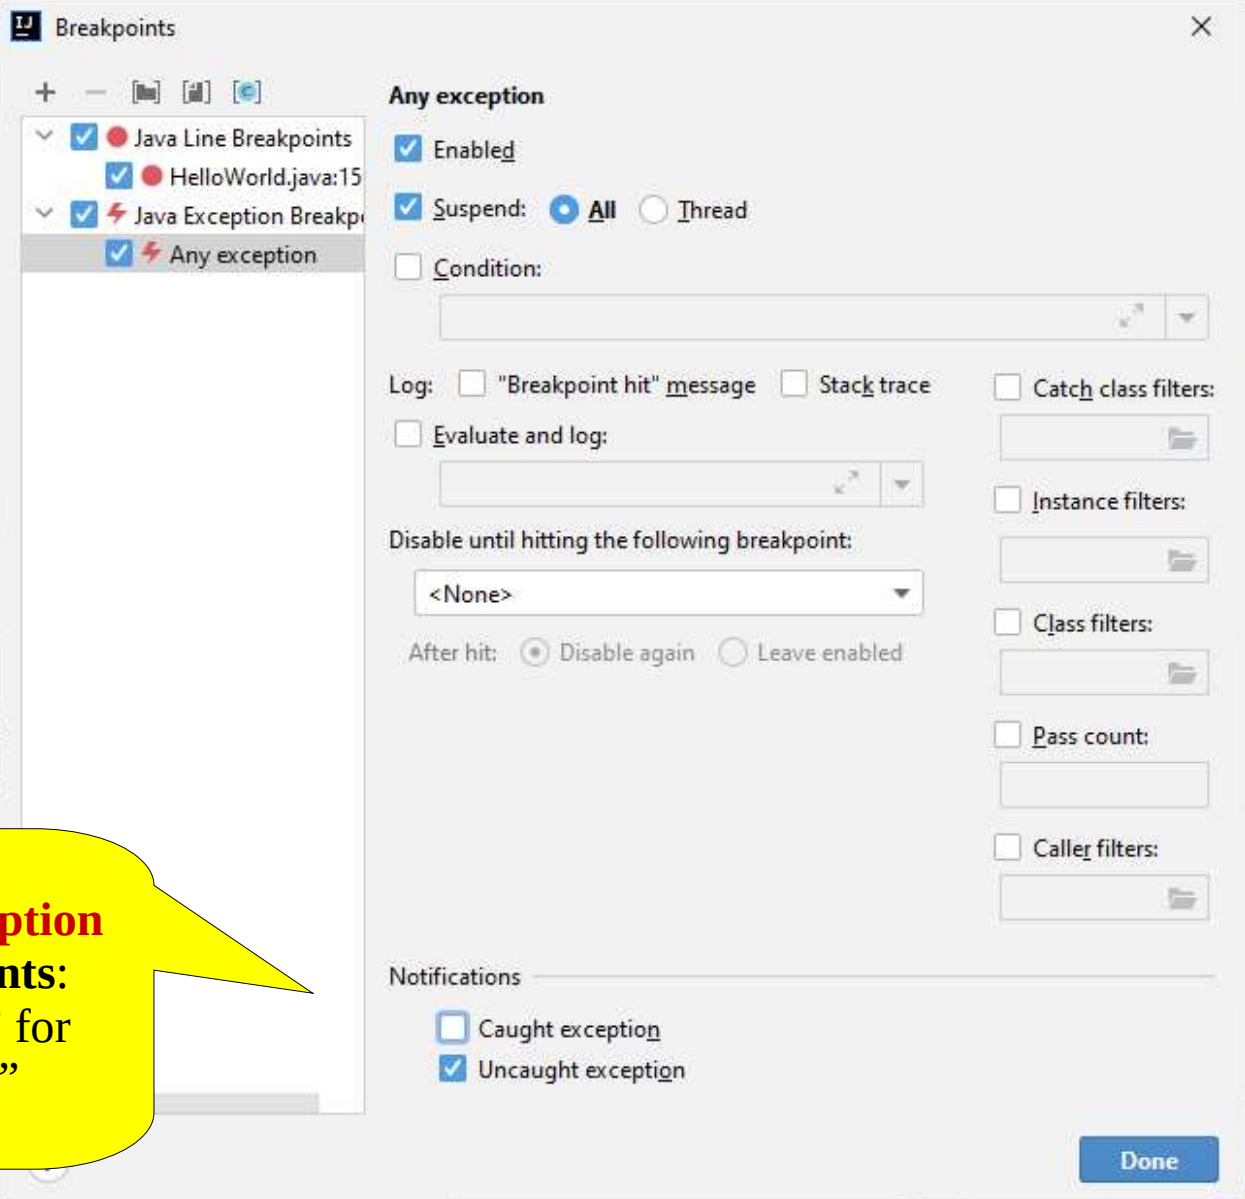 Breakpoints
Any exception
Java Line Breakpoints
HelloWorld.java:15
Java Exception Breakp
Any exception
Enabled
Suspend: All Thread
Condition:
Log: "Breakpoint hit" message Stack trace
Evaluate and log:
Disable until hitting the following breakpoint:
<None>
After hit: Disable again Leave enabled
Catch class filters:
Instance filters:
Class filters:
Pass count:
Caller filters:
Notifications
Caught exception
Uncaught exception
Done
ption
nts:
for
”